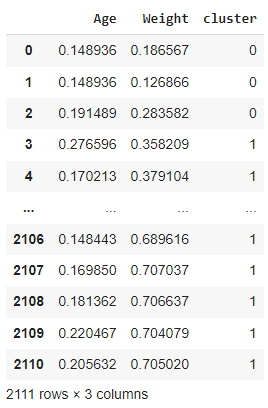 Age Weight cluster
0 0.148936 0.186567 0
1 0.148936 0.126866 0
2 0.191489 0.283582 0
3 0.276596 0.358209 1
4 0.170213 0.379104 1
... ... ... ...
2106 0.148443 0.689616 1
2107 0.169850 0.707037 1
2108 0.181362 0.706637 1
2109 0.220467 0.704079 1
2110 0.205632 0.705020 1
2111 rows × 3 columns